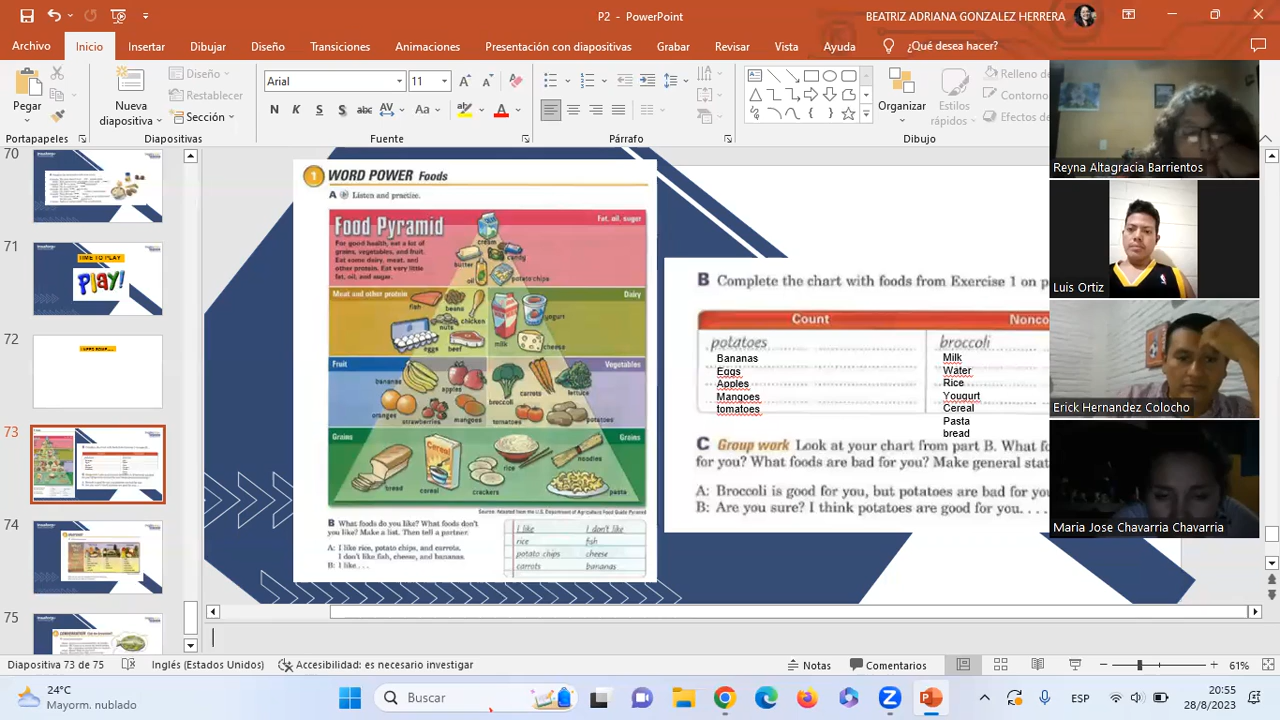 P2 - PowerPoint
BEATRIZ ADRIANA GONZALEZ HERRERA
Archivo Inicio Insertar Dibujar Diseño Transiciones Animaciones Presentación con diapositivas Grabar Revisar Vista Ayuda ¿Qué desea hacer?
Pegar
Nueva diapositiva
Diseño
Restablecer
Sección
Arial 11
N K S abc AV Aa
Organizar
Estilos rápidos
Relleno de
Contorno
Efectos de
Portapapeles Diapositivas Fuente Párrafo Dibujo
70
71
TIME TO PLAY
PLAY!
72
73
74
75
1 WORD POWER Foods
A Listen and practice.
Food Pyramid
Fat, oil, sugar
For good health, eat a lot of
grains, vegetables, and fruit.
Eat some dairy, meat, and
other protein. Eat very little
fat, oil, and sugar.
cream
butter
candy
oil
potato chips
Meat and other protein
Dairy
fish
beans
chicken
nuts
eggs
beef
milk
yogurt
cheese
Fruit
Vegetables
bananas
apples
oranges
strawberries
mangoes
broccoli
carrots
lettuce
tomatoes
potatoes
Grains
Grains
bread
cereal
crackers
rice
noodles
pasta
Source: Adapted from the U.S. Department of Agriculture Food Guide Pyramid
B What foods do you like? What foods don't
you like? Make a list. Then tell a partner.
A: I like rice, potato chips, and carrots.
I don't like fish, cheese, and bananas.
B: I like . . .
I like I don't like
rice fish
potato chips cheese
carrots bananas
B Complete the chart with foods from Exercise 1 on p
Count Nonco
potatoes
Bananas
Eggs
Apples
Mangoes
tomatoes
broccoli
Milk
Water
Rice
Yougurt
Cereal
Pasta
bread
C Group work Look at your chart from part B. What f
for you? What foods are bad for you? Make general stat
A: Broccoli is good for you, but potatoes are bad for you
B: Are you sure? I think potatoes are good for you. . . .
Reyna Altagracia Barrientos
Luis Ortiz
Erick Hernandez Colocho
Maria Jose Chavarria Chavarria
Diapositiva 73 de 75 Inglés (Estados Unidos) Accesibilidad: es necesario investigar Notas Comentarios 61%
24°C
Mayorm. nublado
Buscar
ESP
20:55
28/8/2023